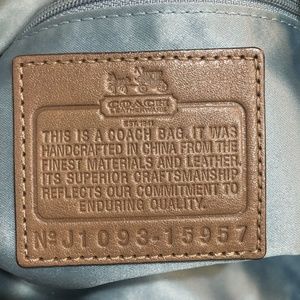 COACH
EST. 1941
THIS IS A COACH BAG. IT WAS
HANDCRAFTED IN CHINA FROM THE
FINEST MATERIALS AND LEATHER.
ITS SUPERIOR CRAFTSMANSHIP
REFLECTS OUR COMMITMENT TO
ENDURING QUALITY.
Nº J1093-15957